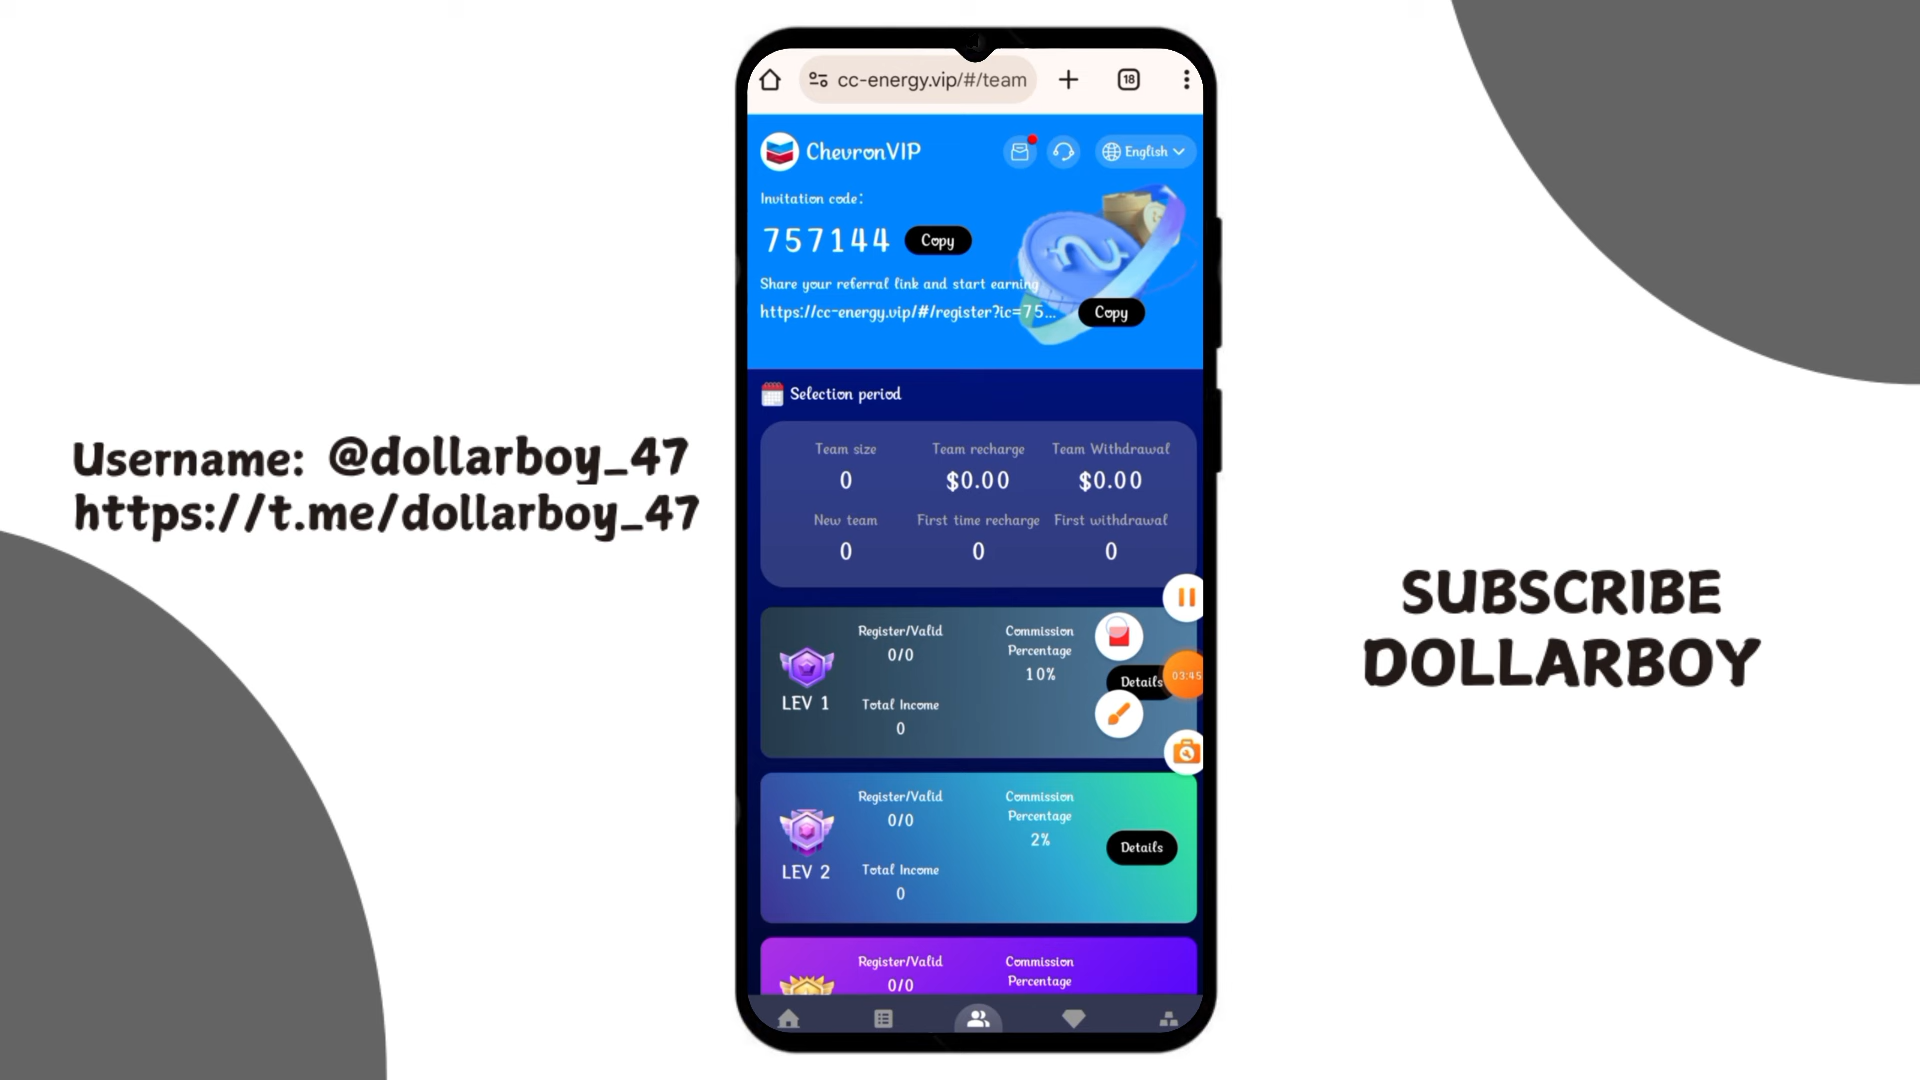 cc-energy.vip/#/team
18
ChevronVIP
English
Invitation code:
757144
Copy
Share your referral link and start earning
https://cc-energy.vip/#/register?ic=75...
Copy
Selection period
Team size
Team recharge
Team Withdrawal
0
$0.00
$0.00
New team
First time recharge
First withdrawal
0
0
0
Register/Valid
0/0
Commission
Percentage
10%
Details
03:45
LEV 1
Total Income
0
Register/Valid
0/0
Commission
Percentage
2%
Details
LEV 2
Total Income
0
Register/Valid
0/0
Commission
Percentage
Username: @dollarboy_47
https://t.me/dollarboy_47
SUBSCRIBE
DOLLARBOY